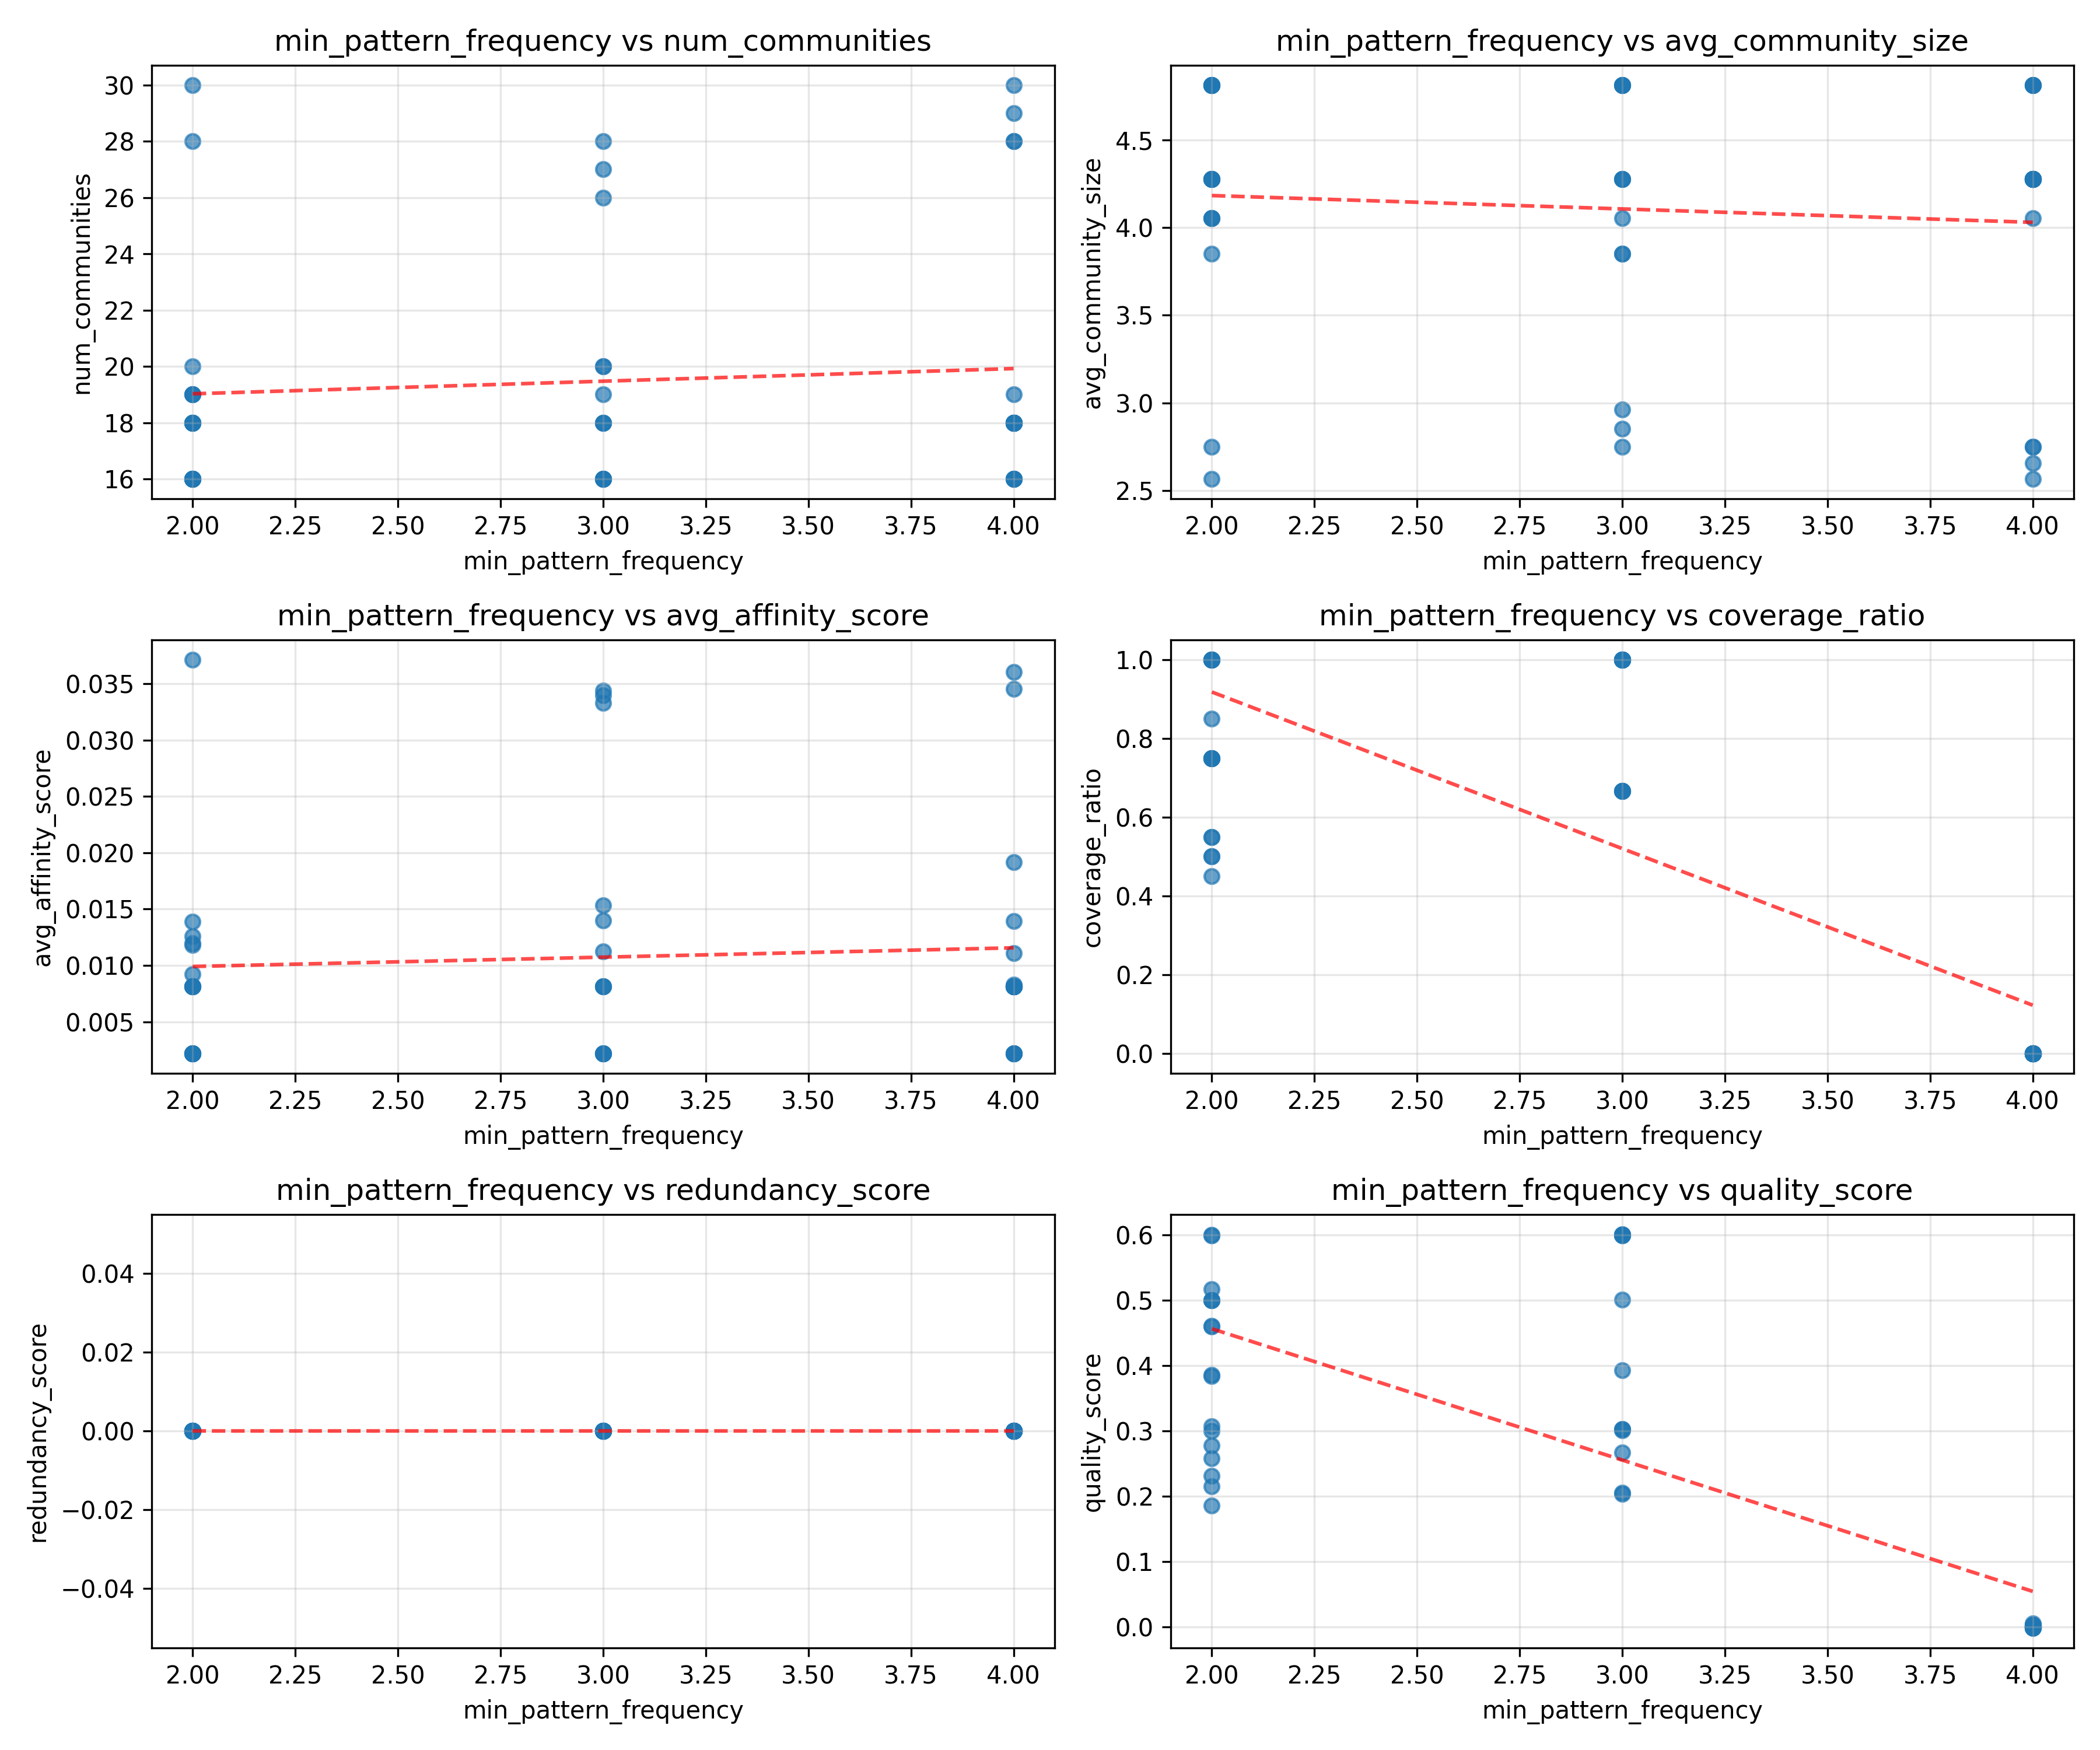 min_pattern_frequency vs num_communities
num_communities
30
28
26
24
22
20
18
16
2.00 2.25 2.50 2.75 3.00 3.25 3.50 3.75 4.00
min_pattern_frequency
min_pattern_frequency vs avg_community_size
avg_community_size
4.5
4.0
3.5
3.0
2.5
2.00 2.25 2.50 2.75 3.00 3.25 3.50 3.75 4.00
min_pattern_frequency
min_pattern_frequency vs avg_affinity_score
avg_affinity_score
0.035
0.030
0.025
0.020
0.015
0.010
0.005
2.00 2.25 2.50 2.75 3.00 3.25 3.50 3.75 4.00
min_pattern_frequency
min_pattern_frequency vs coverage_ratio
coverage_ratio
1.0
0.8
0.6
0.4
0.2
0.0
2.00 2.25 2.50 2.75 3.00 3.25 3.50 3.75 4.00
min_pattern_frequency
min_pattern_frequency vs redundancy_score
redundancy_score
0.04
0.02
0.00
−0.02
−0.04
2.00 2.25 2.50 2.75 3.00 3.25 3.50 3.75 4.00
min_pattern_frequency
min_pattern_frequency vs quality_score
quality_score
0.6
0.5
0.4
0.3
0.2
0.1
0.0
2.00 2.25 2.50 2.75 3.00 3.25 3.50 3.75 4.00
min_pattern_frequency